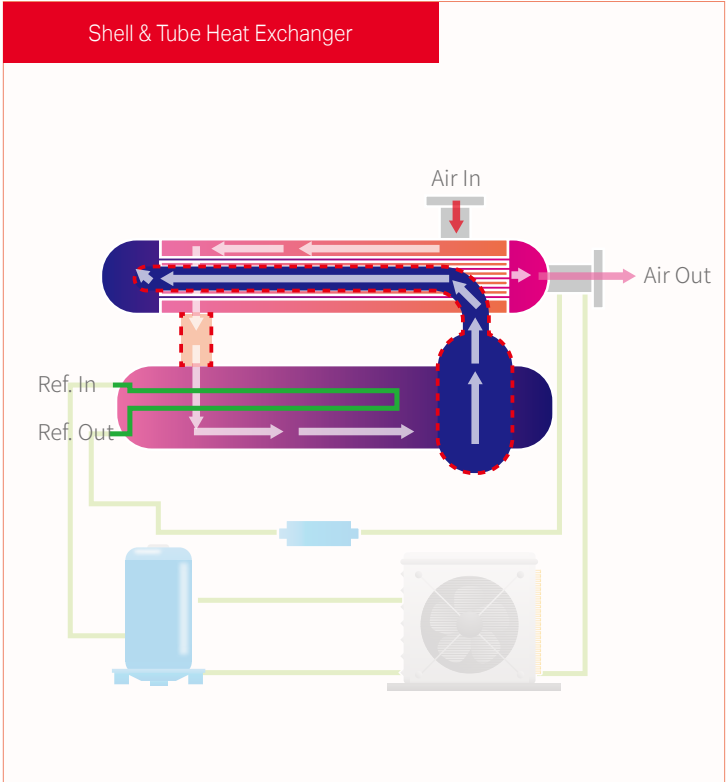 Shell & Tube Heat Exchanger
Air In
Air Out
Ref. In
Ref. Out